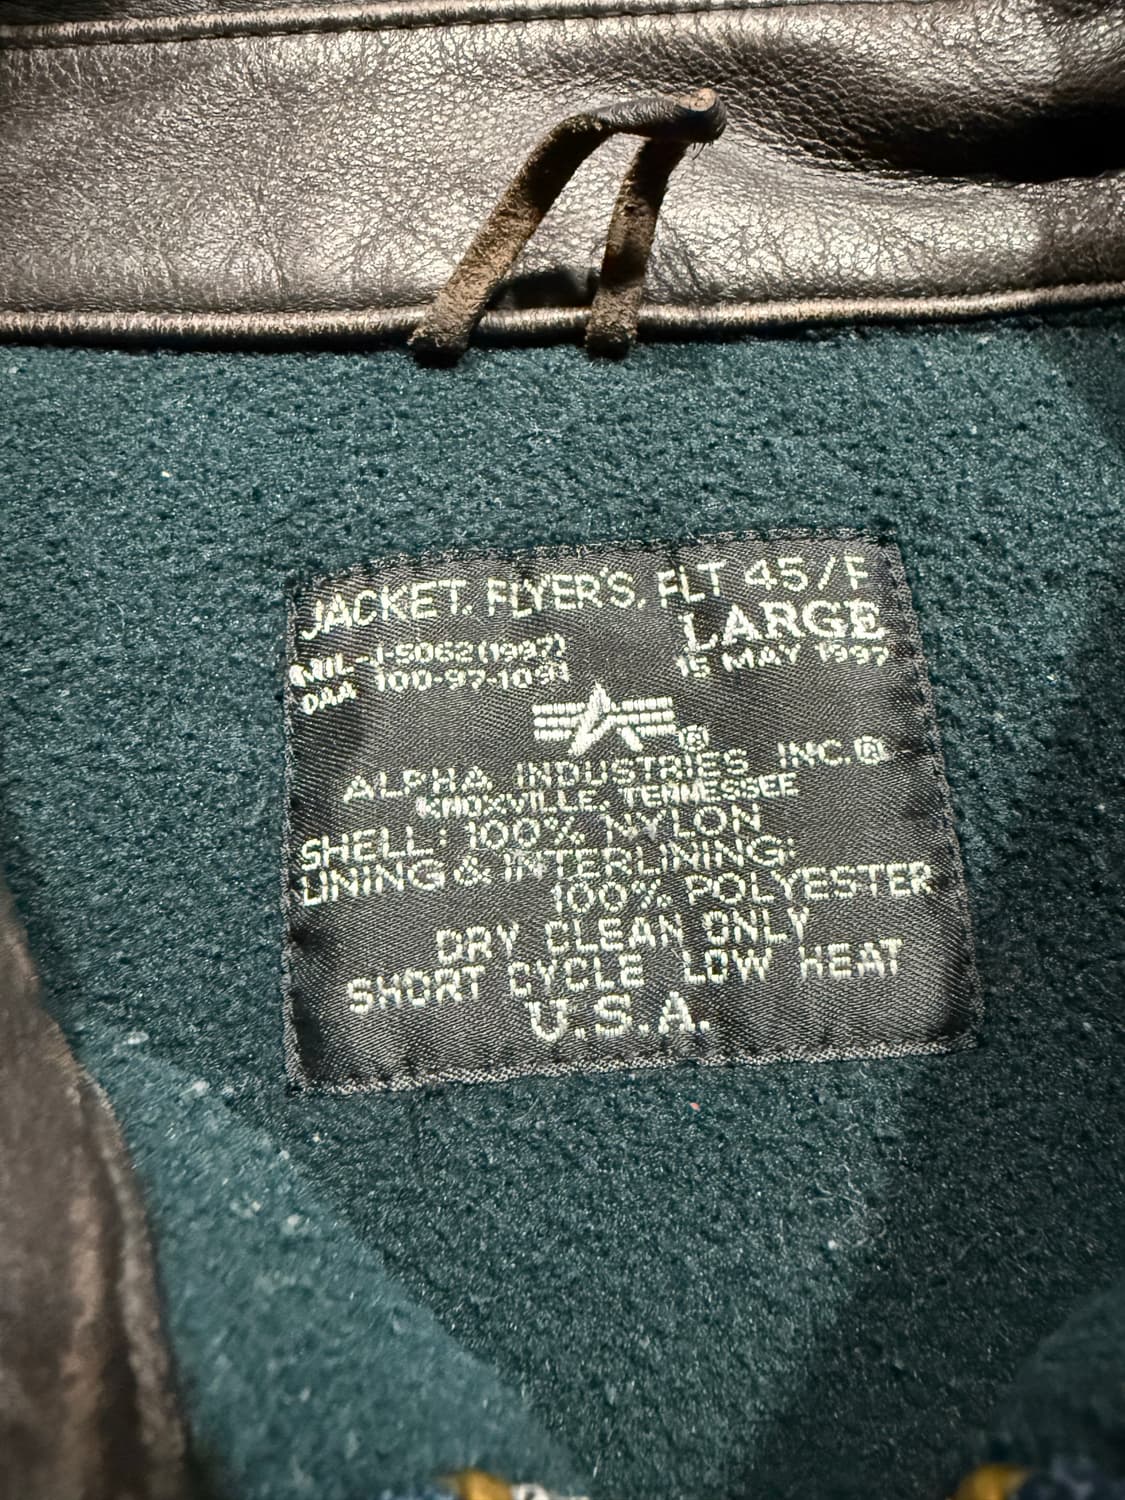 JACKET, FLYER'S, FLT 45/F
LARGE
MIL-J-5062(1997)
15 MAY 1997
DAA 100-97-1091
®
ALPHA INDUSTRIES INC.®
KNOXVILLE, TENNESSEE
SHELL: 100% NYLON
LINING & INTERLINING:
100% POLYESTER
DRY CLEAN ONLY
SHORT CYCLE LOW HEAT
U.S.A.